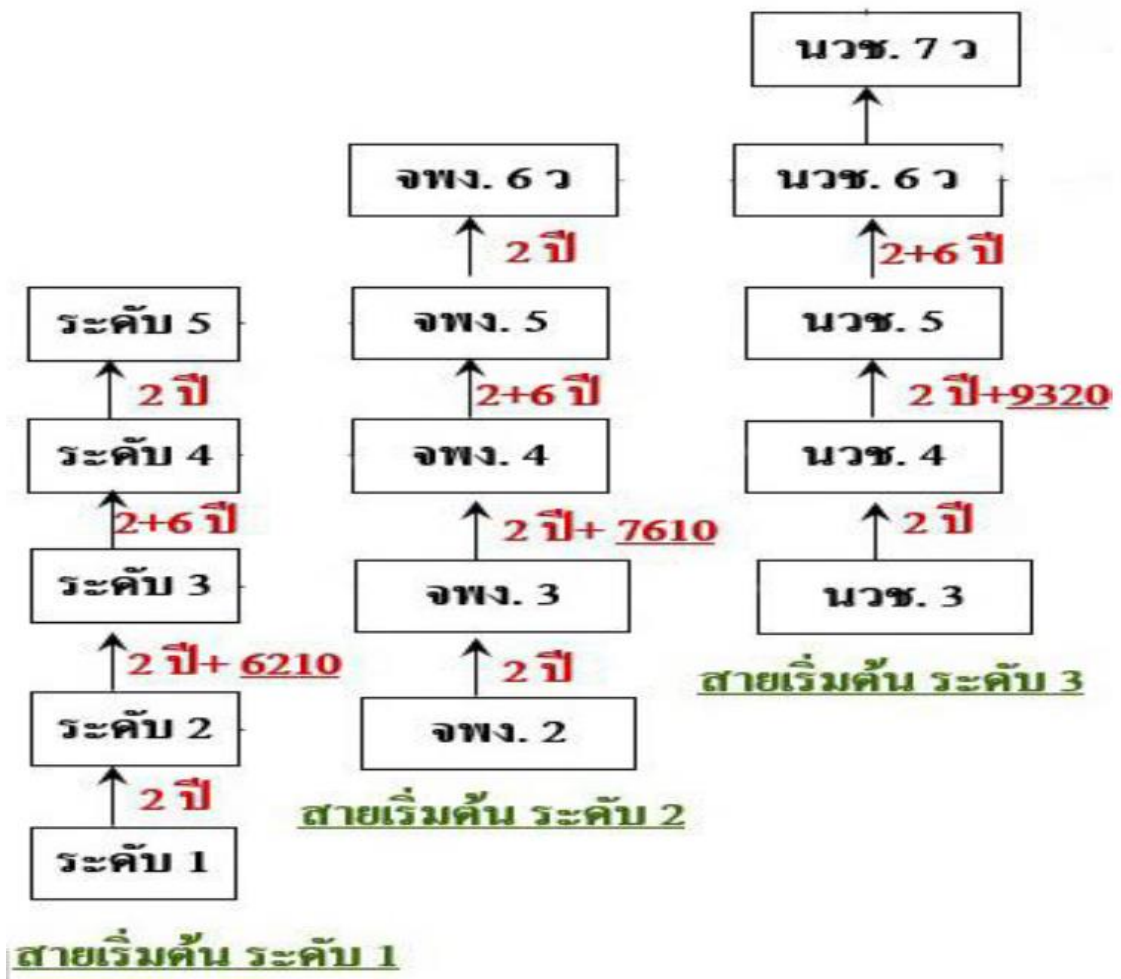 นวช. 7 ว
จพง. 6 ว
นวช. 6 ว
2 ปี
2+6 ปี
ระดับ 5
จพง. 5
นวช. 5
2 ปี
2+6 ปี
2 ปี+9320
ระดับ 4
จพง. 4
นวช. 4
2+6 ปี
2 ปี+ 7610
2 ปี
ระดับ 3
จพง. 3
นวช. 3
2 ปี+ 6210
2 ปี
สายเริ่มต้น ระดับ 3
ระดับ 2
จพง. 2
2 ปี
สายเริ่มต้น ระดับ 2
ระดับ 1
สายเริ่มต้น ระดับ 1